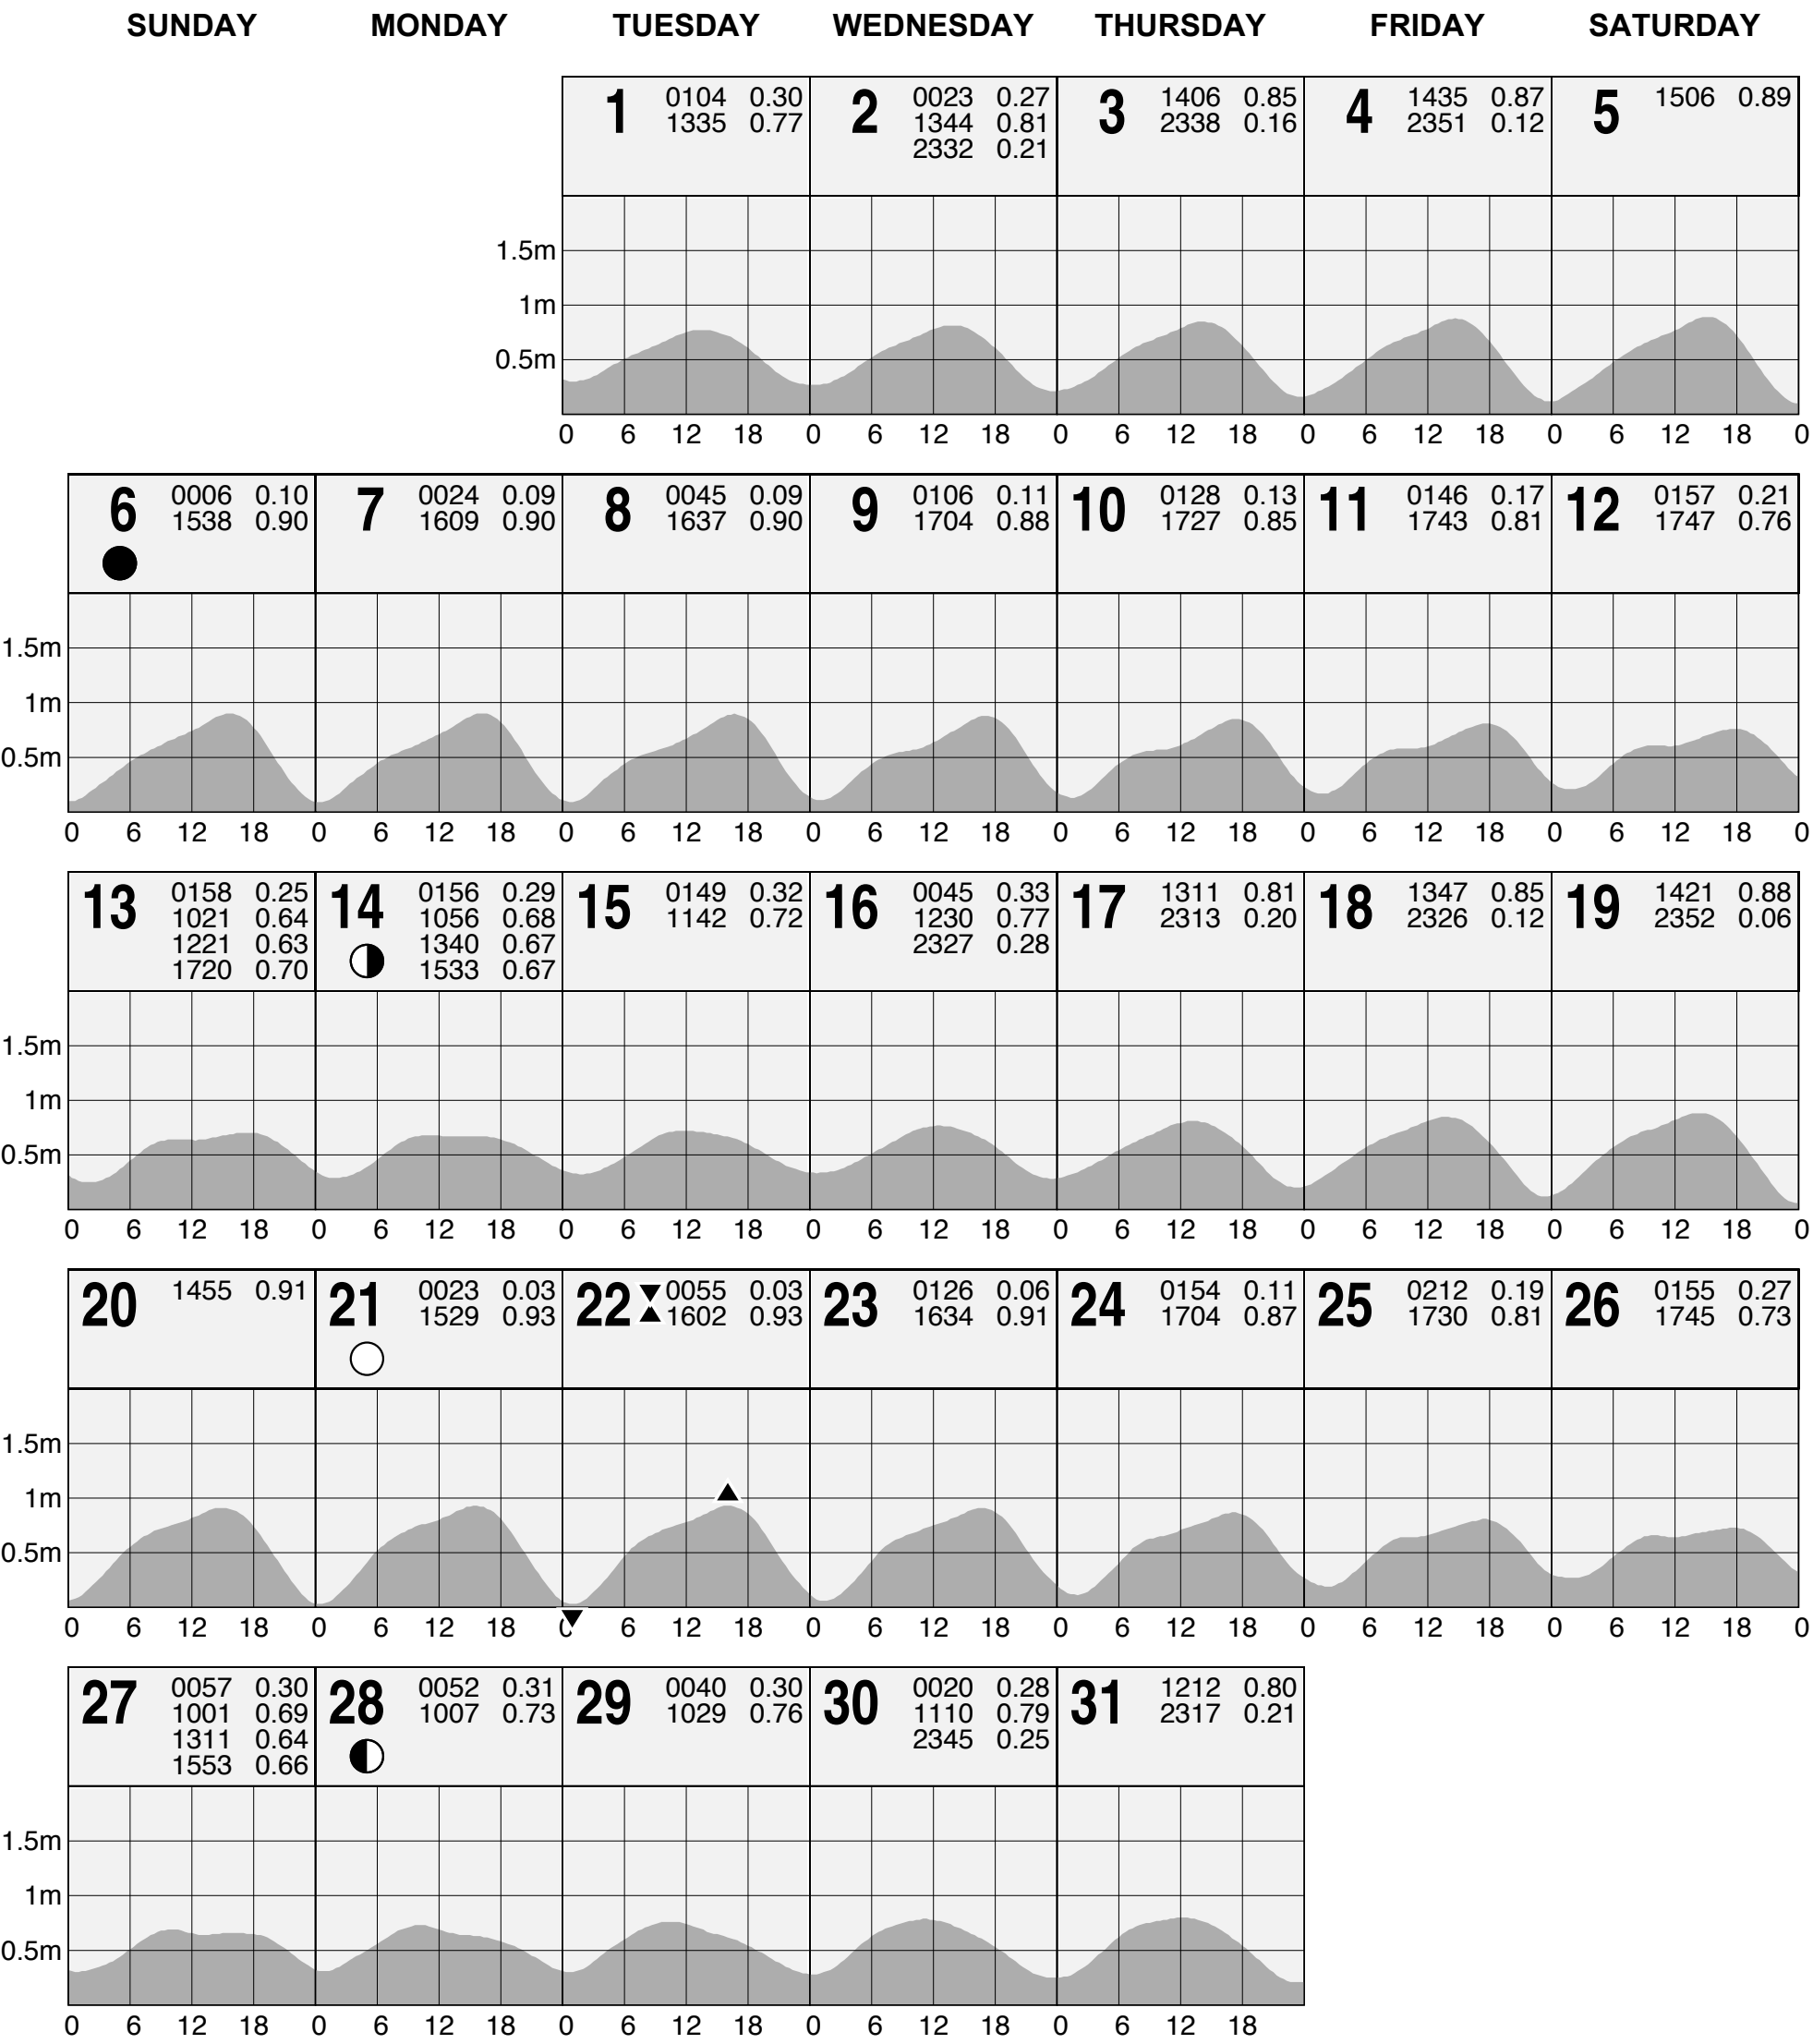 SUNDAY MONDAY TUESDAY WEDNESDAY THURSDAY FRIDAY SATURDAY
1 0104 0.30
1335 0.77
2 0023 0.27
1344 0.81
2332 0.21
3 1406 0.85
2338 0.16
4 1435 0.87
2351 0.12
5 1506 0.89
1.5m
1m
0.5m
0 6 12 18 0 6 12 18 0 6 12 18 0 6 12 18 0 6 12 18 0
6 0006 0.10
1538 0.90
7 0024 0.09
1609 0.90
8 0045 0.09
1637 0.90
9 0106 0.11
1704 0.88
10 0128 0.13
1727 0.85
11 0146 0.17
1743 0.81
12 0157 0.21
1747 0.76
1.5m
1m
0.5m
0 6 12 18 0 6 12 18 0 6 12 18 0 6 12 18 0 6 12 18 0 6 12 18 0 6 12 18 0
13 0158 0.25
1021 0.64
1221 0.63
1720 0.70
14 0156 0.29
1056 0.68
1340 0.67
1533 0.67
15 0149 0.32
1142 0.72
16 0045 0.33
1230 0.77
2327 0.28
17 1311 0.81
2313 0.20
18 1347 0.85
2326 0.12
19 1421 0.88
2352 0.06
1.5m
1m
0.5m
0 6 12 18 0 6 12 18 0 6 12 18 0 6 12 18 0 6 12 18 0 6 12 18 0 6 12 18 0
20 1455 0.91
21 0023 0.03
1529 0.93
22 0055 0.03
1602 0.93
23 0126 0.06
1634 0.91
24 0154 0.11
1704 0.87
25 0212 0.19
1730 0.81
26 0155 0.27
1745 0.73
1.5m
1m
0.5m
0 6 12 18 0 6 12 18 0 6 12 18 0 6 12 18 0 6 12 18 0 6 12 18 0 6 12 18 0
27 0057 0.30
1001 0.69
1311 0.64
1553 0.66
28 0052 0.31
1007 0.73
29 0040 0.30
1029 0.76
30 0020 0.28
1110 0.79
2345 0.25
31 1212 0.80
2317 0.21
1.5m
1m
0.5m
0 6 12 18 0 6 12 18 0 6 12 18 0 6 12 18 0 6 12 18